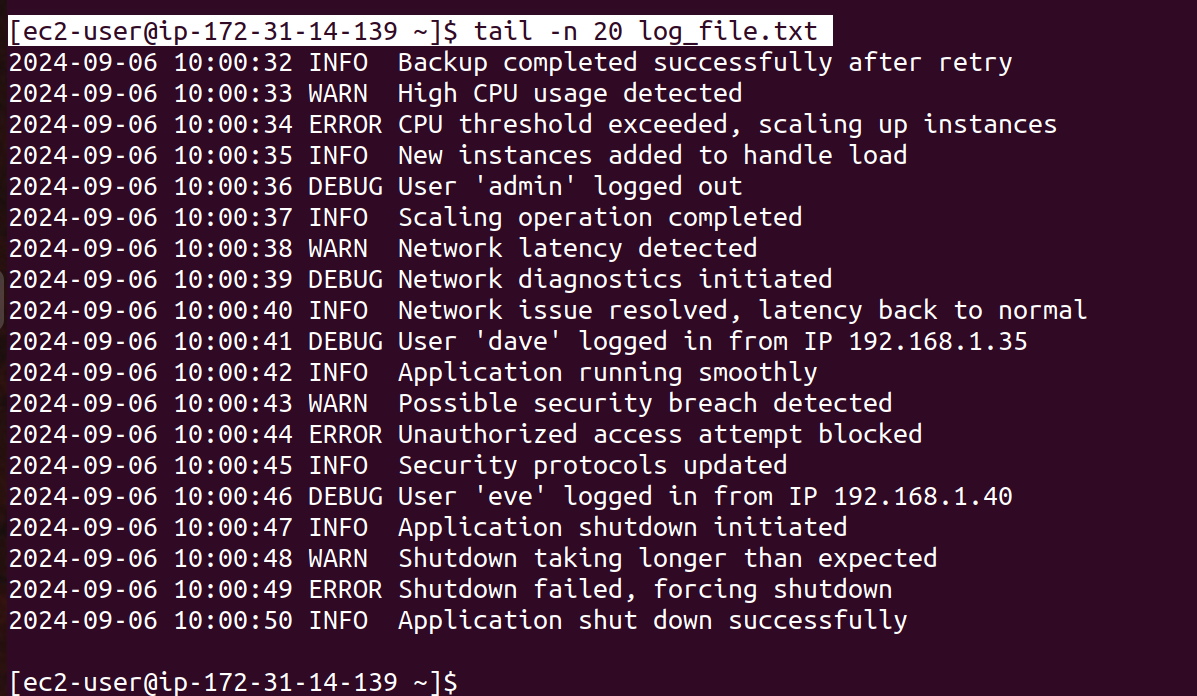 [ec2-user@ip-172-31-14-139 ~]$ tail -n 20 log_file.txt
2024-09-06 10:00:32 INFO  Backup completed successfully after retry
2024-09-06 10:00:33 WARN  High CPU usage detected
2024-09-06 10:00:34 ERROR CPU threshold exceeded, scaling up instances
2024-09-06 10:00:35 INFO  New instances added to handle load
2024-09-06 10:00:36 DEBUG User 'admin' logged out
2024-09-06 10:00:37 INFO  Scaling operation completed
2024-09-06 10:00:38 WARN  Network latency detected
2024-09-06 10:00:39 DEBUG Network diagnostics initiated
2024-09-06 10:00:40 INFO  Network issue resolved, latency back to normal
2024-09-06 10:00:41 DEBUG User 'dave' logged in from IP 192.168.1.35
2024-09-06 10:00:42 INFO  Application running smoothly
2024-09-06 10:00:43 WARN  Possible security breach detected
2024-09-06 10:00:44 ERROR Unauthorized access attempt blocked
2024-09-06 10:00:45 INFO  Security protocols updated
2024-09-06 10:00:46 DEBUG User 'eve' logged in from IP 192.168.1.40
2024-09-06 10:00:47 INFO  Application shutdown initiated
2024-09-06 10:00:48 WARN  Shutdown taking longer than expected
2024-09-06 10:00:49 ERROR Shutdown failed, forcing shutdown
2024-09-06 10:00:50 INFO  Application shut down successfully
[ec2-user@ip-172-31-14-139 ~]$